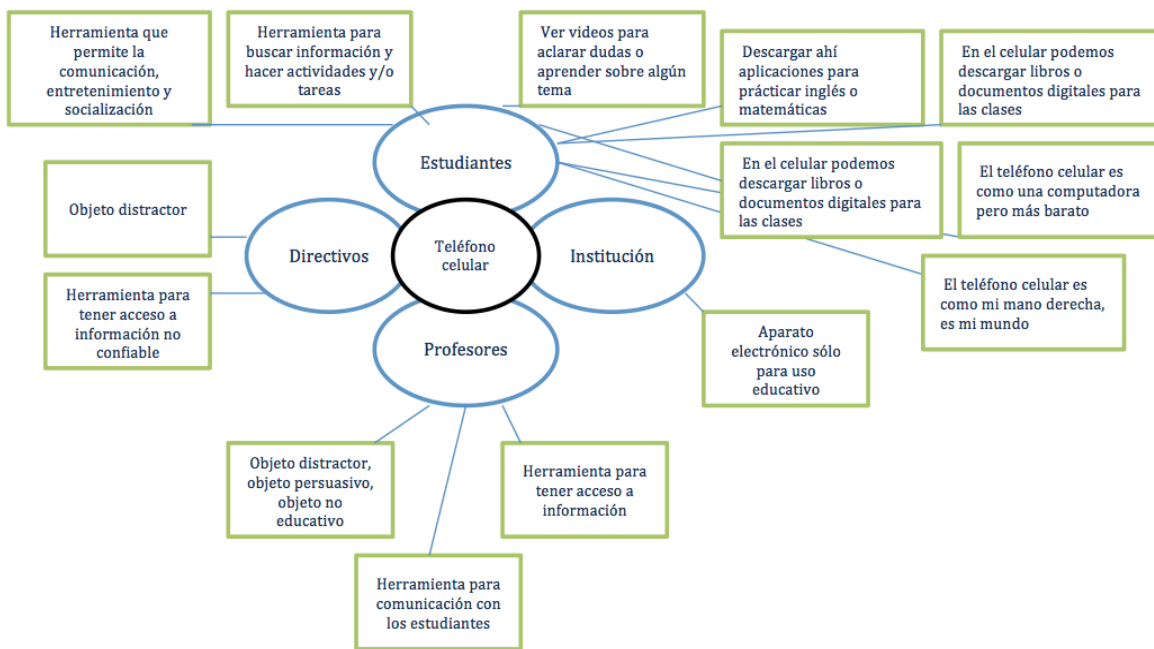 Herramienta que
permite la
comunicación,
entretenimiento y
socialización
Herramienta para
buscar información y
hacer actividades y/o
tareas
Ver videos para
aclarar dudas o
aprender sobre algún
tema
Descargar ahí
aplicaciones para
prácticar inglés o
matemáticas
En el celular podemos
descargar libros o
documentos digitales para
las clases
Estudiantes
En el celular podemos
descargar libros o
documentos digitales para
las clases
El teléfono celular es
como una computadora
pero más barato
Objeto distractor
Directivos
Teléfono
celular
Institución
Herramienta para
tener acceso a
información no
confiable
El teléfono celular es
como mi mano derecha,
es mi mundo
Profesores
Aparato
electrónico sólo
para uso
educativo
Objeto distractor,
objeto persuasivo,
objeto no
educativo
Herramienta para
tener acceso a
información
Herramienta para
comunicación con
los estudiantes